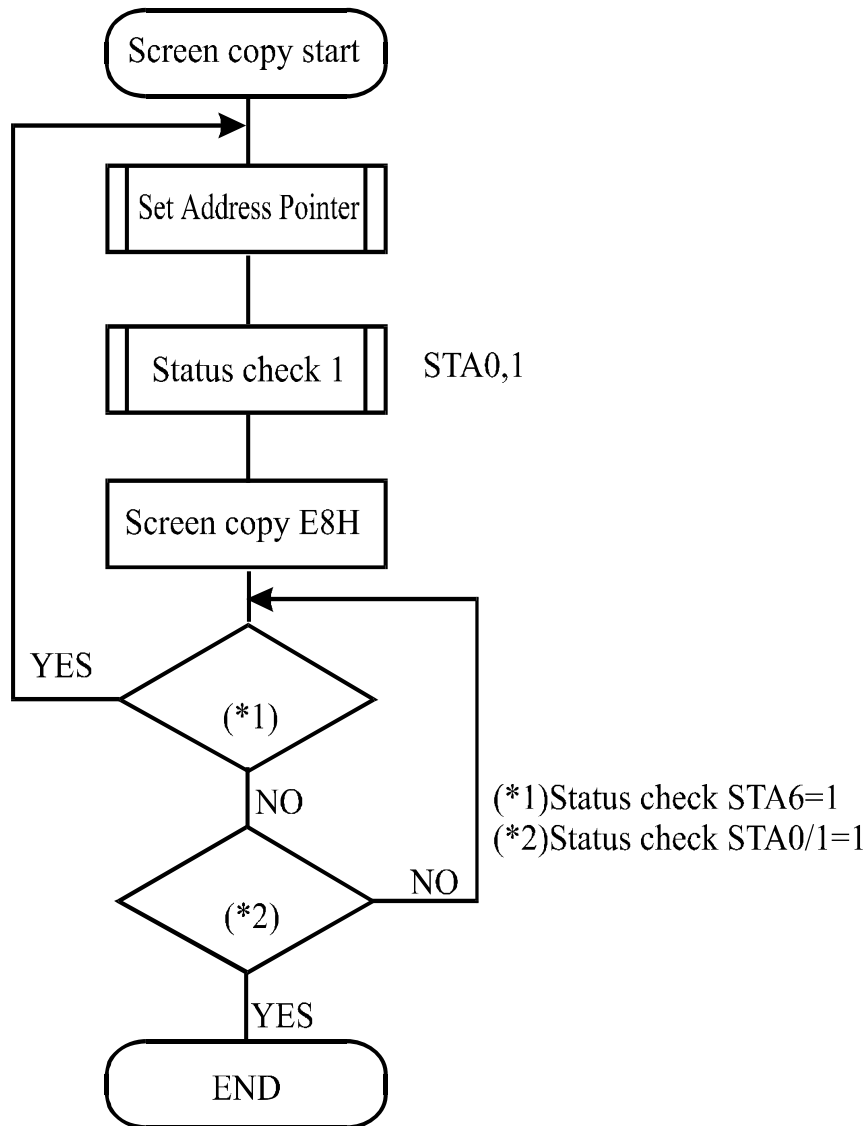 Screen copy start
Set Address Pointer
Status check 1
STA0,1
Screen copy E8H
YES
(*1)
NO
(*1)Status check STA6=1
(*2)Status check STA0/1=1
NO
(*2)
YES
END